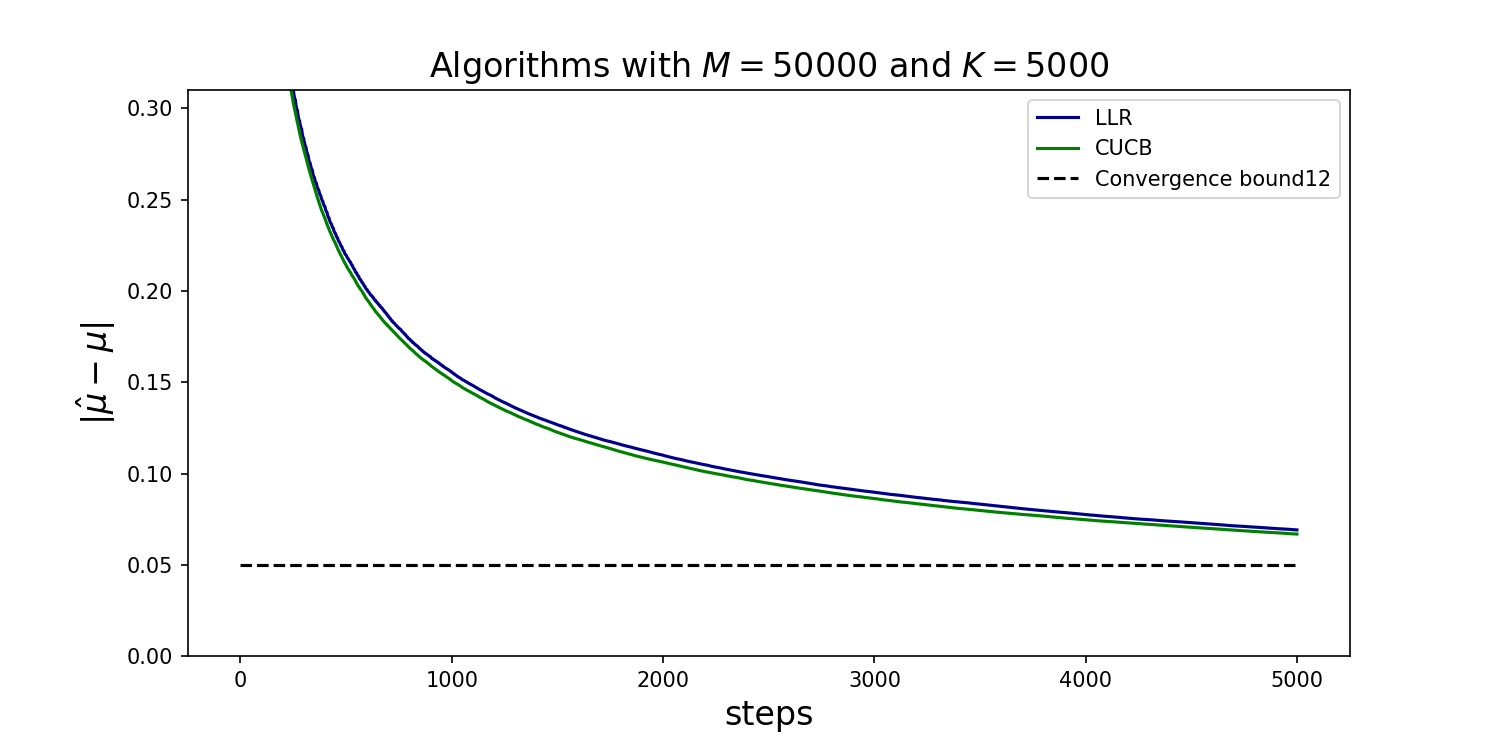 Algorithms with M = 50000 and K = 5000
LLR
CUCB
Convergence bound12
0.30
0.25
0.20
0.15
0.10
0.05
0.00
|μ̂ − μ|
0 1000 2000 3000 4000 5000
steps